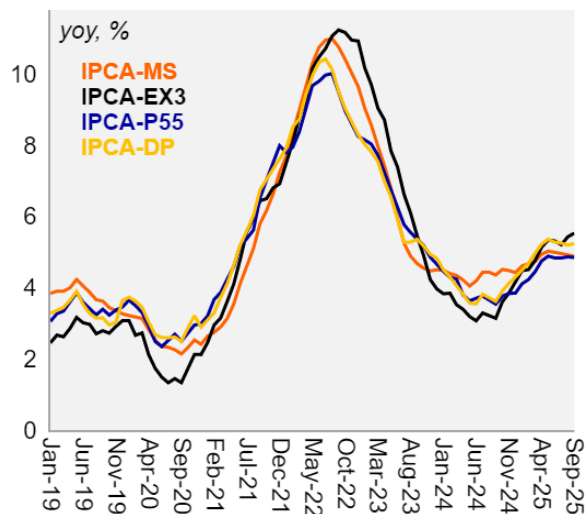 yoy, %
10
8
6
4
2
0
IPCA-MS
IPCA-EX3
IPCA-P55
IPCA-DP
Jan-19
Jun-19
Nov-19
Apr-20
Sep-20
Feb-21
Jul-21
Dec-21
May-22
Oct-22
Mar-23
Aug-23
Jan-24
Jun-24
Nov-24
Apr-25
Sep-25